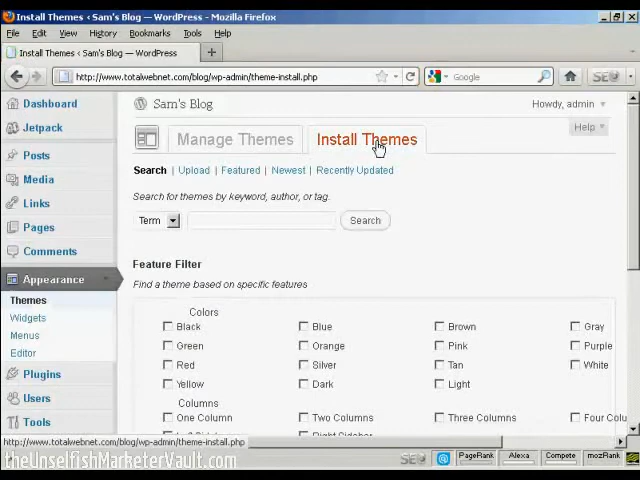 Install Themes ‹ Sam's Blog — WordPress - Mozilla Firefox
File Edit View History Bookmarks Tools Help
Install Themes ‹ Sam's Blog — WordPress +
http://www.totalwebnet.com/blog/wp-admin/theme-install.php Google
Dashboard
Jetpack
Posts
Media
Links
Pages
Comments
Appearance
Themes
Widgets
Menus
Editor
Plugins
Users
Tools
Sam's Blog Howdy, admin
Help
Manage Themes Install Themes
Search | Upload | Featured | Newest | Recently Updated
Search for themes by keyword, author, or tag.
Term Search
Feature Filter
Find a theme based on specific features
Colors
Black Blue Brown Gray
Green Orange Pink Purple
Red Silver Tan White
Yellow Dark Light
Columns
One Column Two Columns Three Columns Four Colu
Right Sidebar
http://www.totalwebnet.com/blog/wp-admin/theme-install.php
PageRank Alexa Compete mozRank
theUnselfishMarketerVault.com